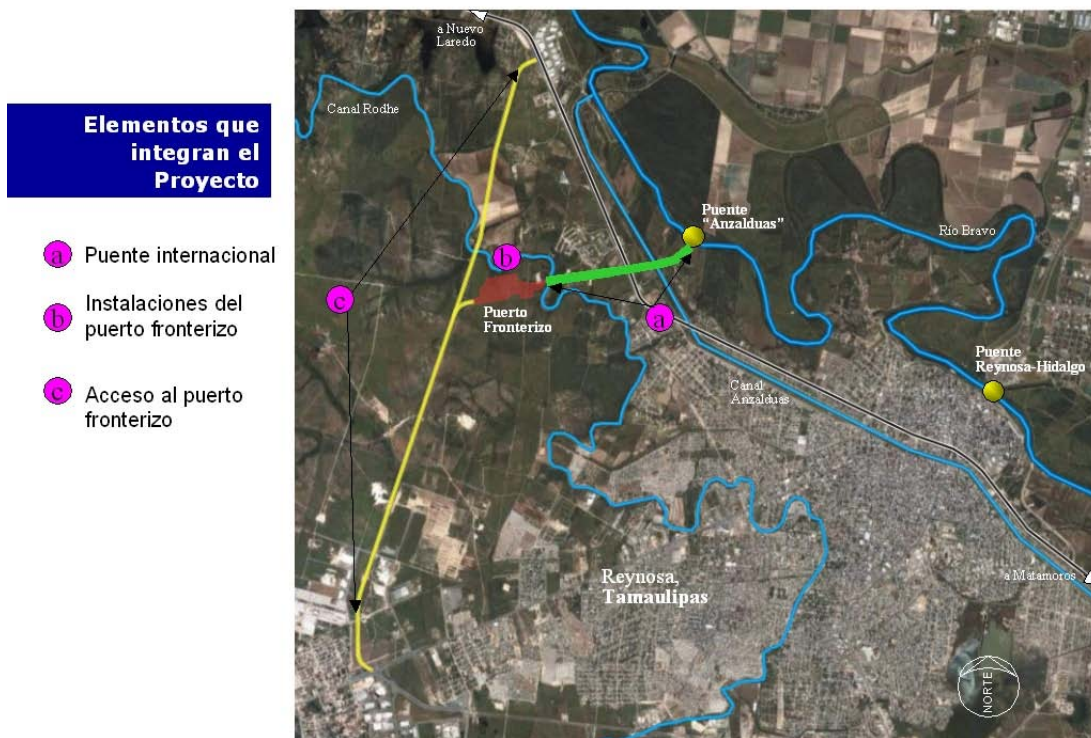 Elementos que
integran el
Proyecto
a
Puente internacional
b
Instalaciones del
puerto fronterizo
c
Acceso al puerto
fronterizo
a Nuevo
Laredo
Canal Rodhe
Puente
"Anzalduas"
Río Bravo
b
c
Puerto
Fronterizo
a
Puente
Reynosa-Hidalgo
Canal
Anzalduas
Reynosa,
Tamaulipas
a Matamoros
NORTE